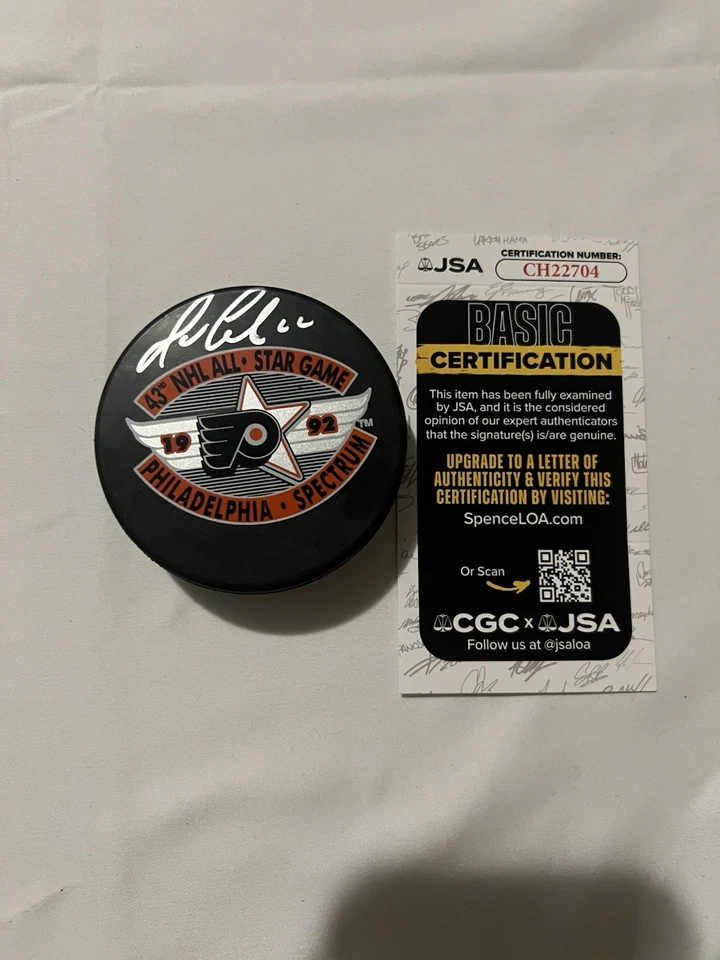 43RD NHL ALL • STAR GAME
19 92 TM
PHILADELPHIA • SPECTRUM
LARRY HAMA
JSA
CERTIFICATION NUMBER:
CH22704
BASIC
CERTIFICATION
This item has been fully examined
by JSA, and it is the considered
opinion of our expert authenticators
that the signature(s) is/are genuine.
UPGRADE TO A LETTER OF
AUTHENTICITY & VERIFY THIS
CERTIFICATION BY VISITING:
SpenceLOA.com
Or Scan
CGC x JSA
Follow us at @jsaloa